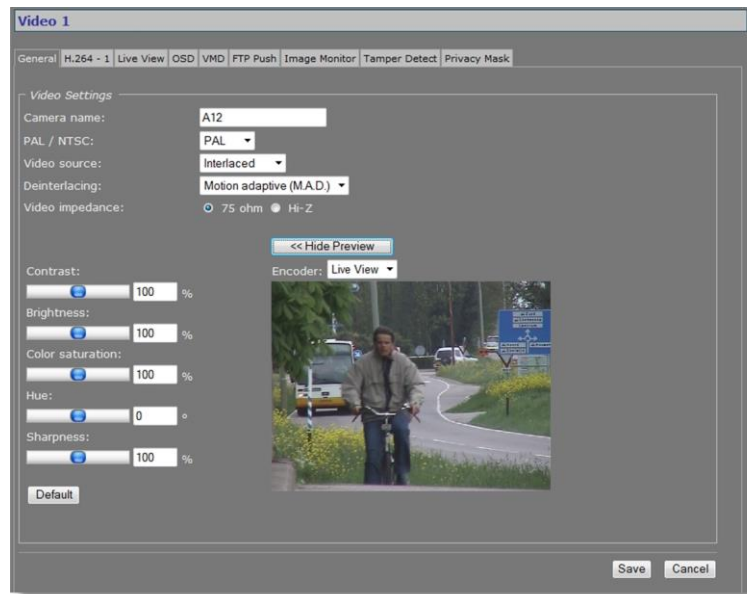 Video 1
General H.264 - 1 Live View OSD VMD FTP Push Image Monitor Tamper Detect Privacy Mask
Video Settings
Camera name: A12
PAL / NTSC: PAL
Video source: Interlaced
Deinterlacing: Motion adaptive (M.A.D.)
Video impedance: 75 ohm Hi-Z
<< Hide Preview
Contrast: Encoder: Live View
100 %
Brightness:
100 %
Color saturation:
100 %
Hue:
0 °
Sharpness:
100 %
Default
Save Cancel